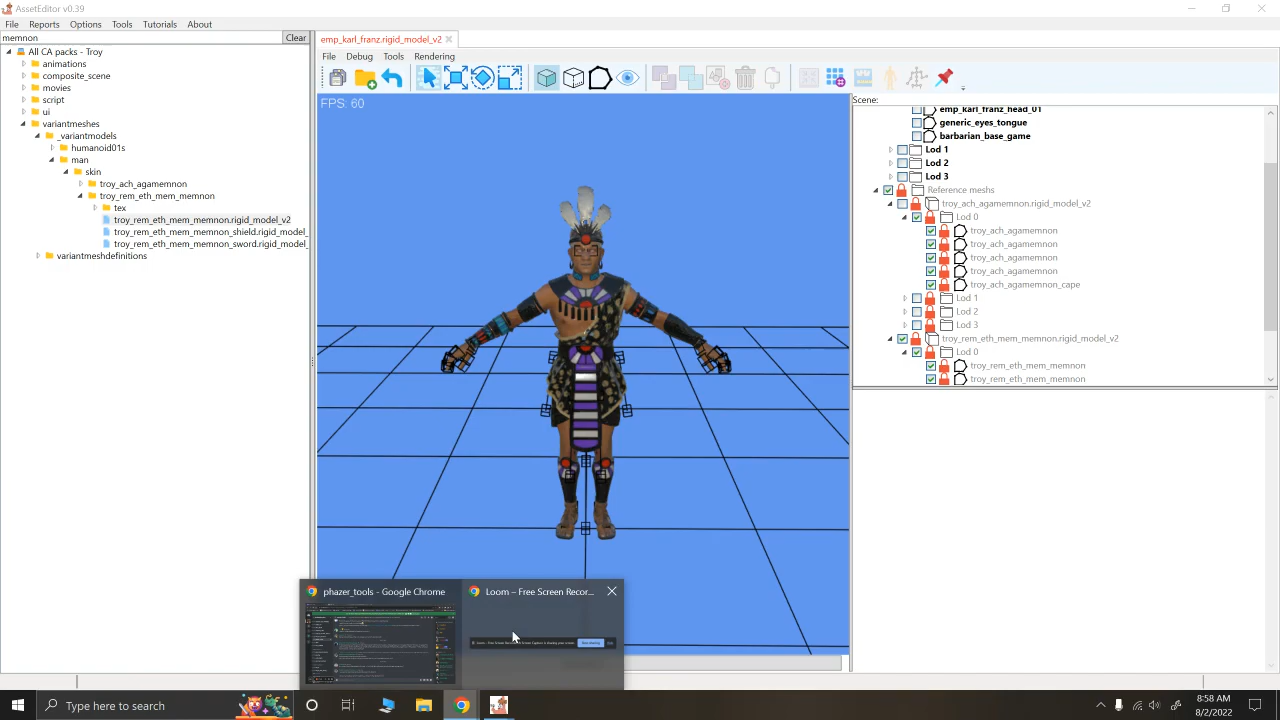 AssetEditor v0.39
File Reports Options Tools Tutorials About
memnon
Clear
All CA packs - Troy
animations
composite_scene
movies
script
ui
variantmeshes
_variantmodels
humanoid01s
man
skin
troy_ach_agamemnon
troy_rem_eth_mem_memnon
tex
troy_rem_eth_mem_memnon.rigid_model_v2
troy_rem_eth_mem_memnon_shield.rigid_model_
troy_rem_eth_mem_memnon_sword.rigid_model_
variantmeshdefinitions
emp_karl_franz.rigid_model_v2
File Debug Tools Rendering
FPS: 60
Scene:
emp_karl_franz_head_01
generic_eyes_tongue
barbarian_base_game
Lod 1
Lod 2
Lod 3
Reference meshs
troy_ach_agamemnon.rigid_model_v2
Lod 0
troy_ach_agamemnon
troy_ach_agamemnon
troy_ach_agamemnon
troy_ach_agamemnon
troy_ach_agamemnon_cape
Lod 1
Lod 2
Lod 3
troy_rem_eth_mem_memnon.rigid_model_v2
Lod 0
troy_rem_eth_mem_memnon
troy_rem_eth_mem_memnon
phazer_tools - Google Chrome
Loom – Free Screen Recor...
Type here to search
8:58 AM
8/2/2022